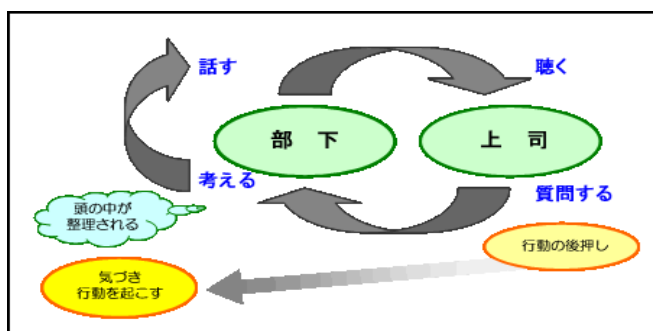 話す
聴く
部 下
上 司
考える
質問する
頭の中が
整理される
行動の後押し
気づき
行動を起こす